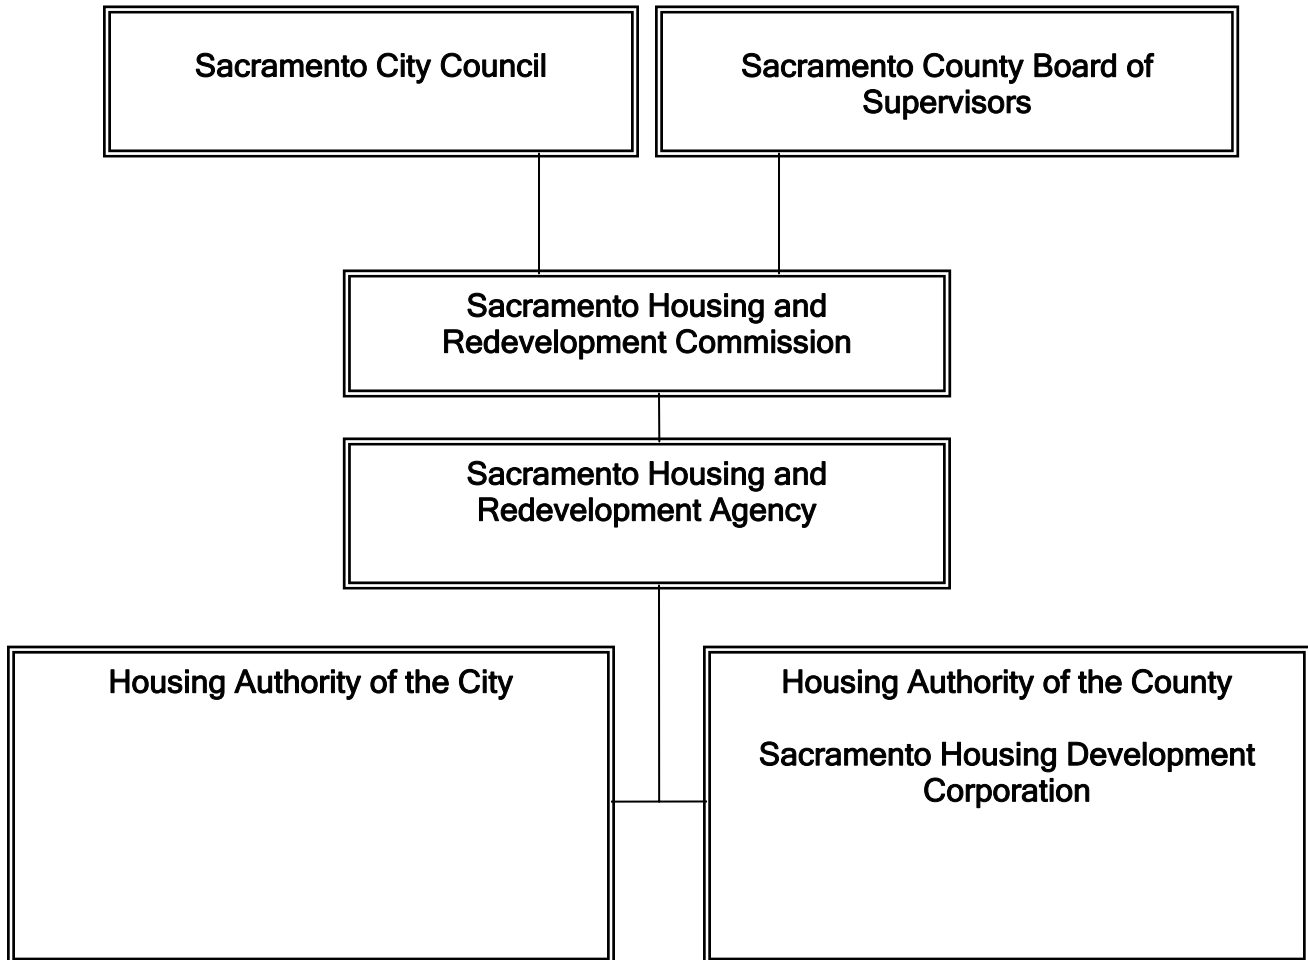 Sacramento City Council
Sacramento County Board of
Supervisors
Sacramento Housing and
Redevelopment Commission
Sacramento Housing and
Redevelopment Agency
Housing Authority of the City
Housing Authority of the County
Sacramento Housing Development
Corporation